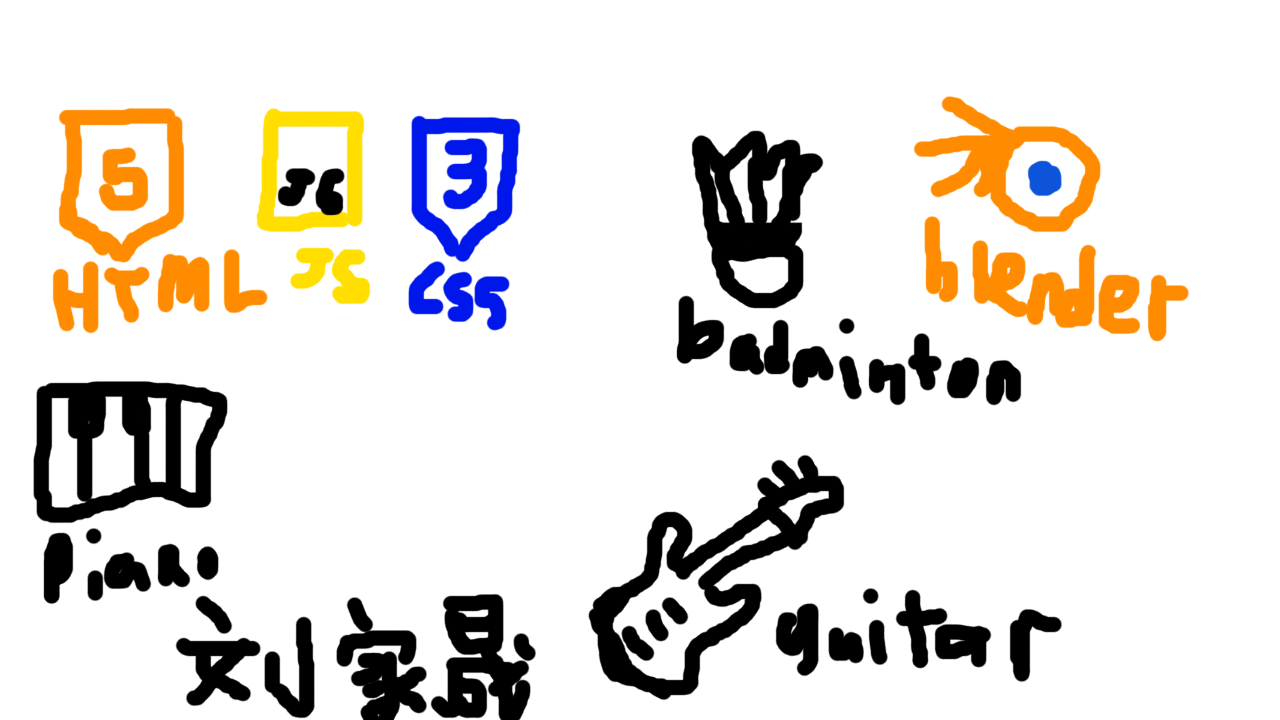 5
JS
3
HTML
JS
CSS
blender
badminton
piano
guitar
刘家晟